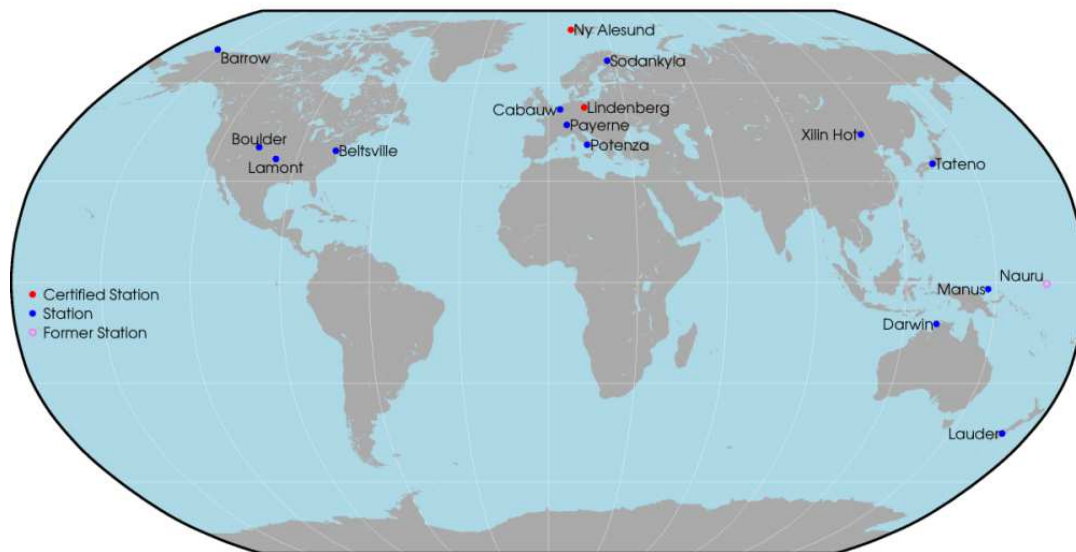 Ny Alesund
Barrow
Sodankyla
Cabauw
Lindenberg
Payerne
Xilin Hot
Boulder
Beltsville
Potenza
Lamont
Tateno
Nauru
Manus
Certified Station
Station
Former Station
Darwin
Lauder